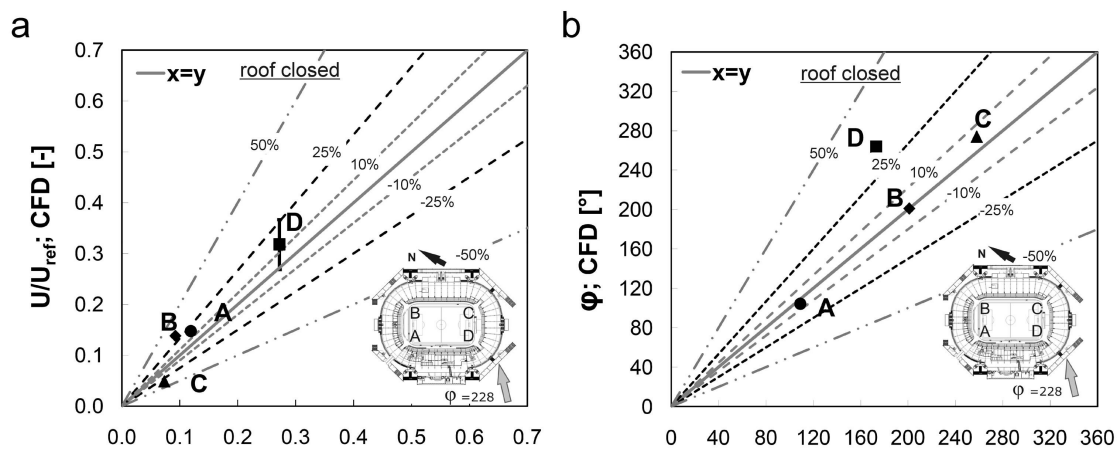 a
U/Uref; CFD [-]
0.7
0.6
0.5
0.4
0.3
0.2
0.1
0.0
x=y
roof closed
50%
25%
10%
-10%
-25%
-50%
D
B
A
C
N
B C
A D
φ =228
0.0 0.1 0.2 0.3 0.4 0.5 0.6 0.7
b
φ; CFD [°]
360
320
280
240
200
160
120
80
40
0
x=y
roof closed
C
D
50%
25%
10%
B
-10%
-25%
A
N
-50%
B C
A D
φ =228
0 40 80 120 160 200 240 280 320 360